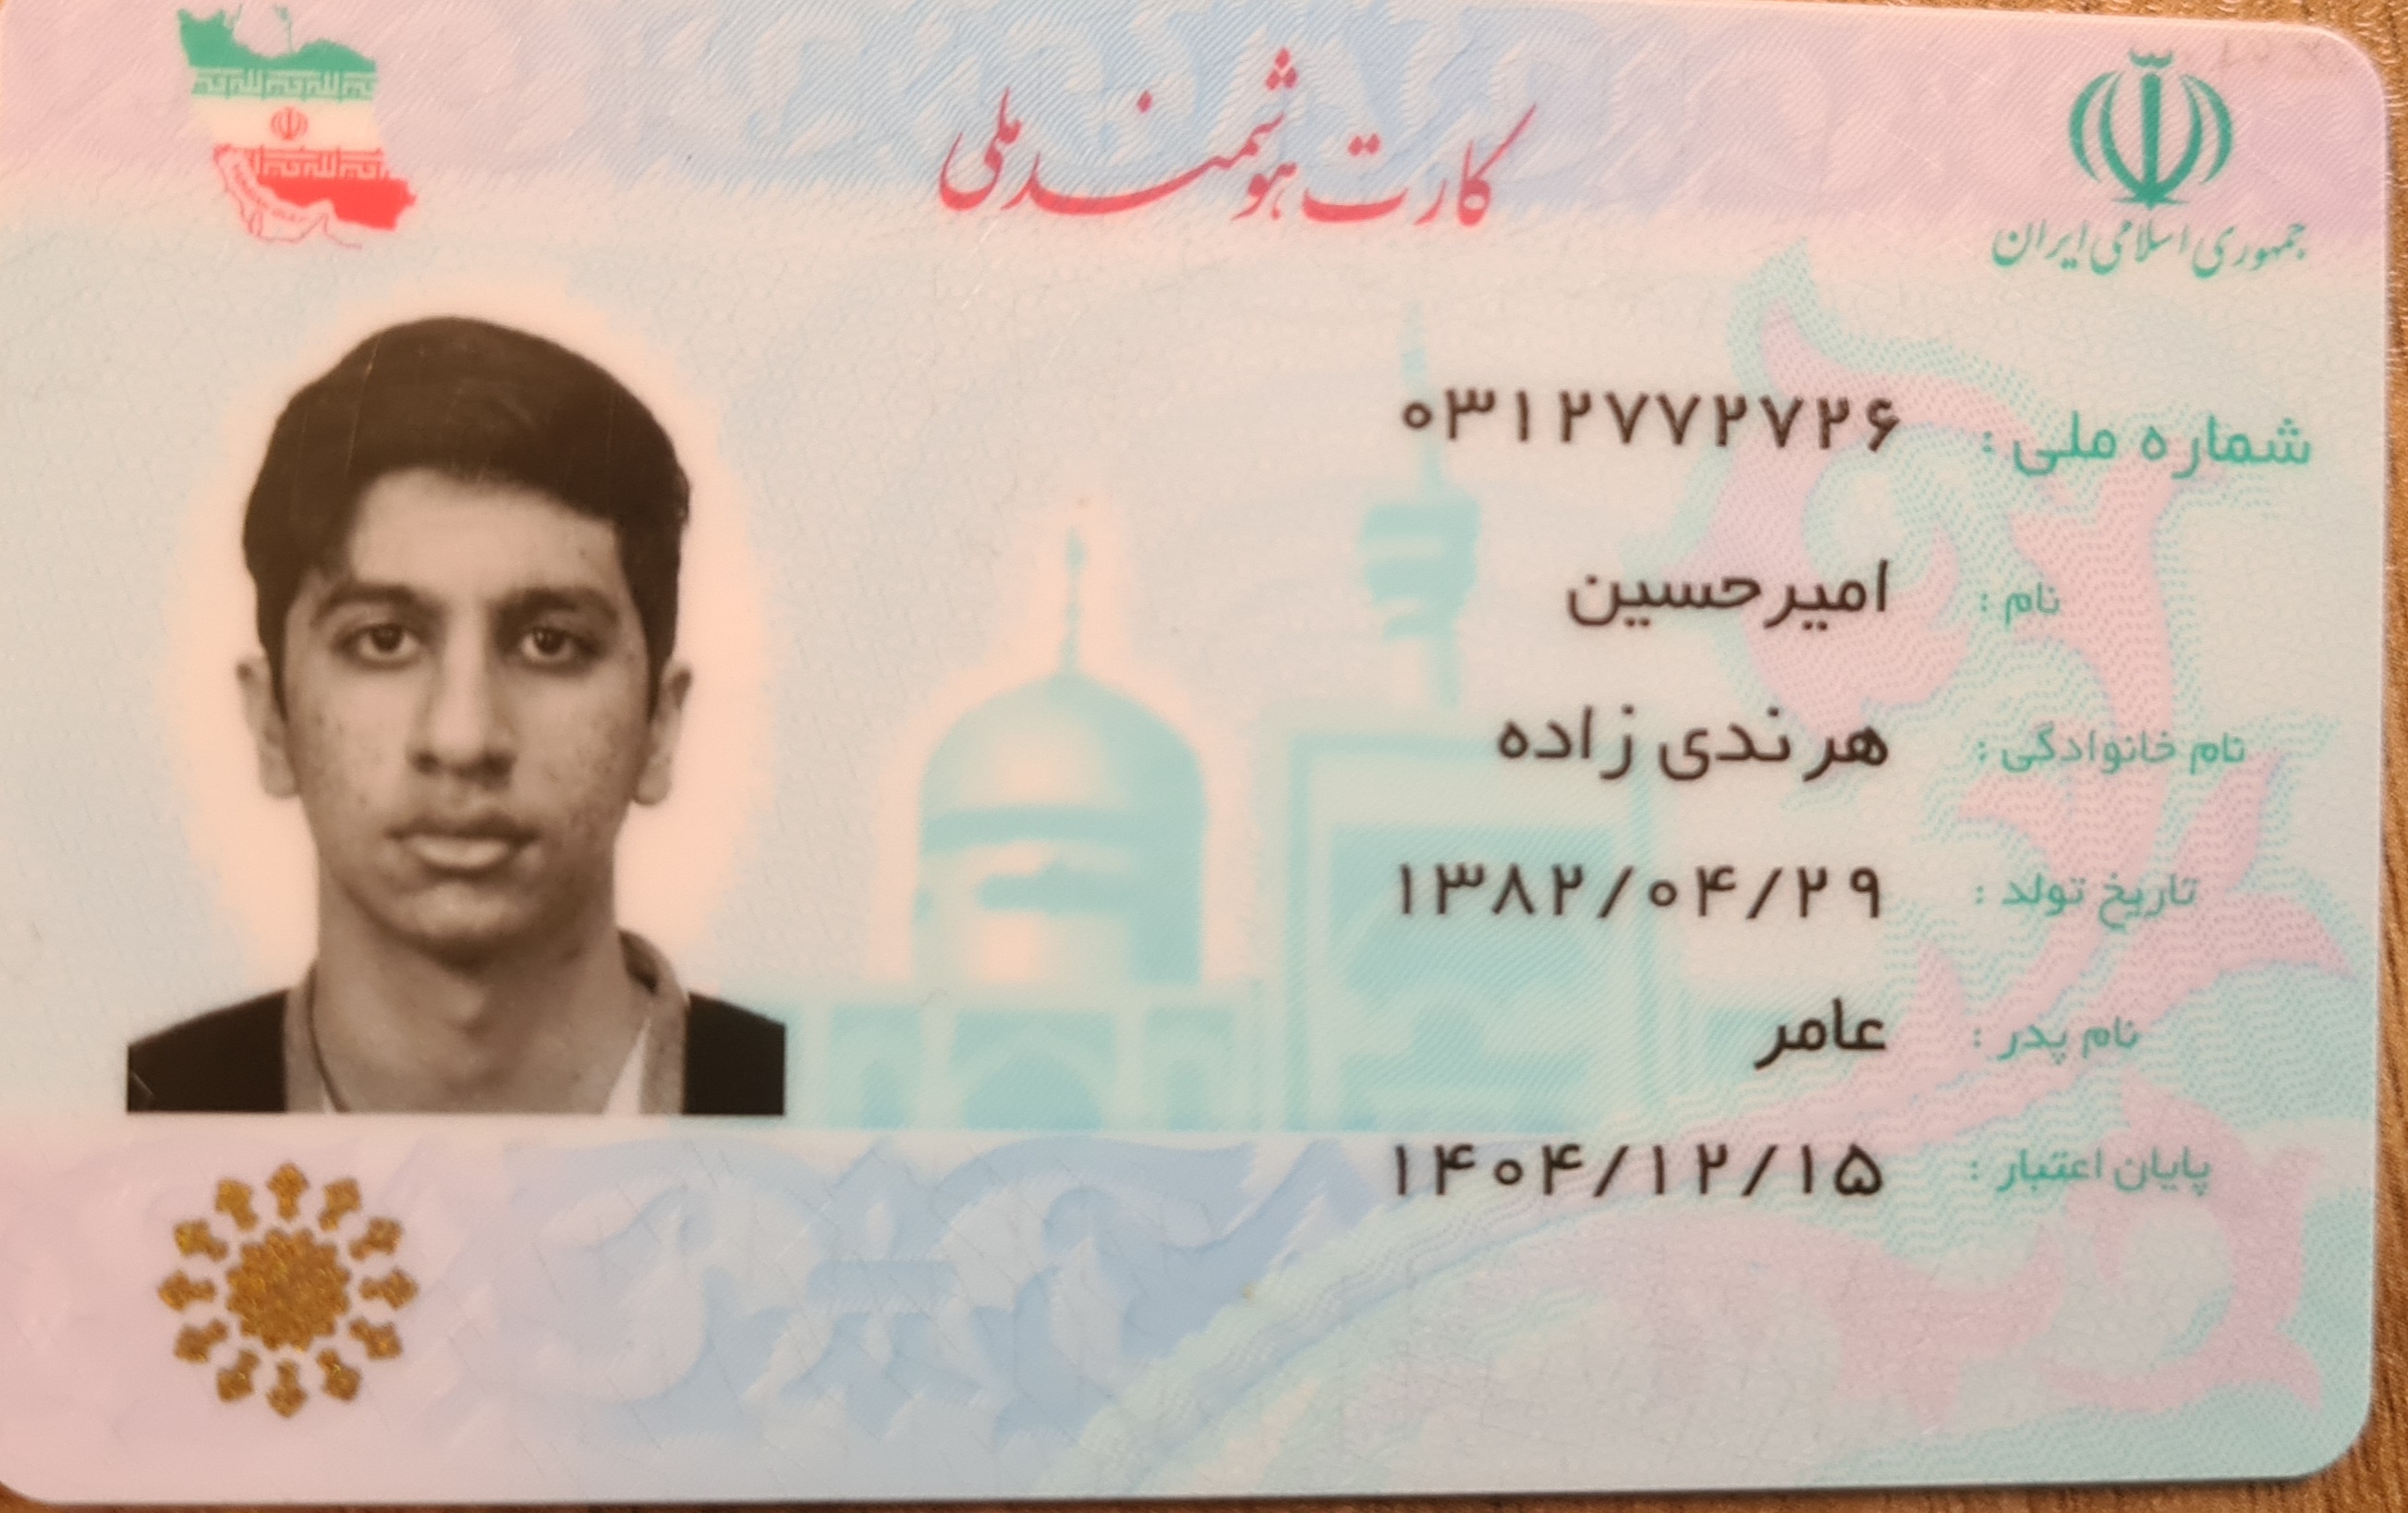 کارت هوشمند ملی
جمهوری اسلامی ایران
شماره ملی : ۰۳۱۲۷۷۲۷۲۶
نام : امیرحسین
نام خانوادگی : هرندی زاده
تاریخ تولد : ۱۳۸۲/۰۴/۲۹
نام پدر : عامر
پایان اعتبار : ۱۴۰۴/۱۲/۱۵